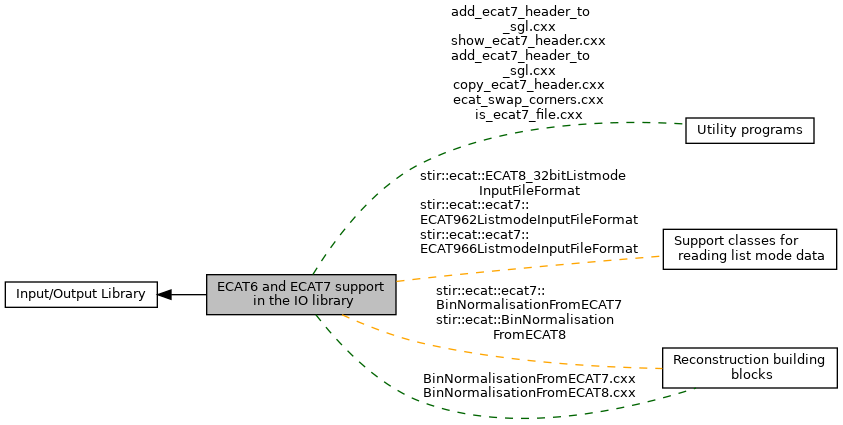 add_ecat7_header_to
_sgl.cxx
show_ecat7_header.cxx
add_ecat7_header_to
_sgl.cxx
copy_ecat7_header.cxx
ecat_swap_corners.cxx
is_ecat7_file.cxx
Utility programs
stir::ecat::ECAT8_32bitListmode
InputFileFormat
stir::ecat::ecat7::
ECAT962ListmodeInputFileFormat
stir::ecat::ecat7::
ECAT966ListmodeInputFileFormat
Support classes for
reading list mode data
Input/Output Library
ECAT6 and ECAT7 support
in the IO library
stir::ecat::ecat7::
BinNormalisationFromECAT7
stir::ecat::BinNormalisation
FromECAT8
Reconstruction building
blocks
BinNormalisationFromECAT7.cxx
BinNormalisationFromECAT8.cxx